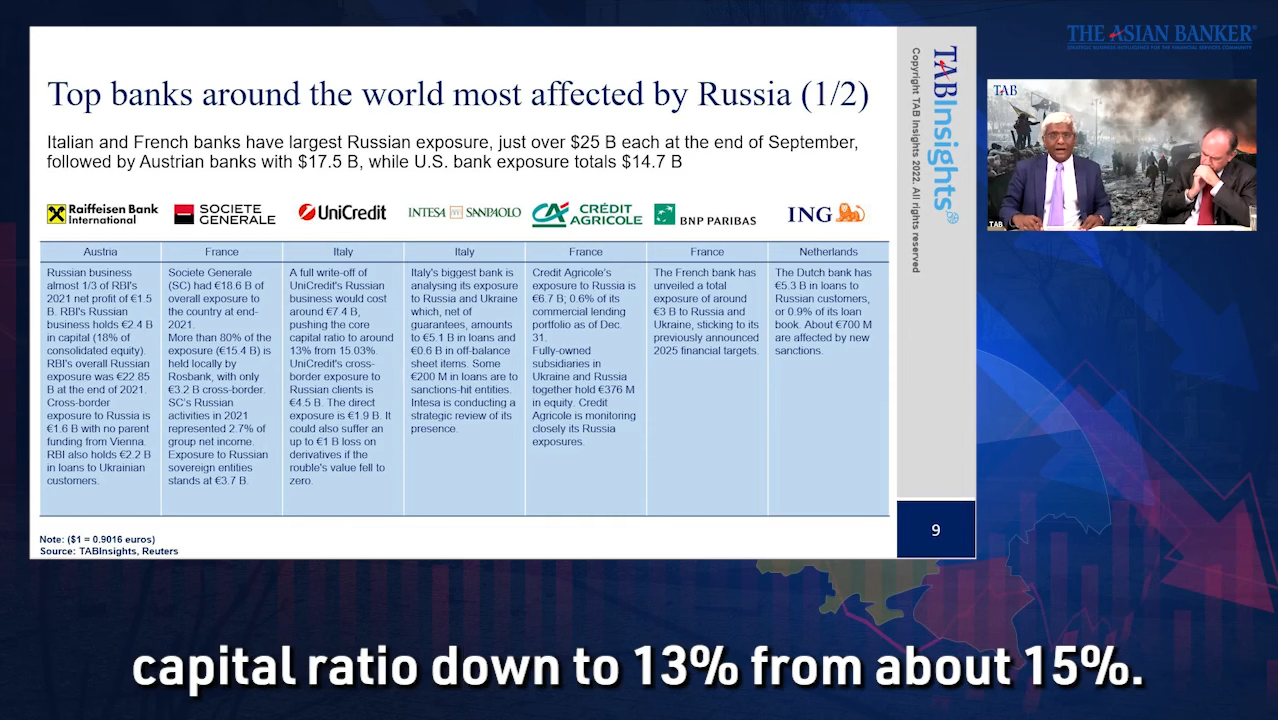 THE ASIAN BANKER
STRATEGIC BUSINESS INTELLIGENCE FOR THE FINANCIAL SERVICES COMMUNITY
Top banks around the world most affected by Russia (1/2)
Italian and French banks have largest Russian exposure, just over $25 B each at the end of September,
followed by Austrian banks with $17.5 B, while U.S. bank exposure totals $14.7 B
Raiffeisen Bank
International
SOCIETE
GENERALE
UniCredit
INTESA SANPAOLO
CA
CRÉDIT
AGRICOLE
BNP PARIBAS
ING
Austria
Russian business
almost 1/3 of RBI's
2021 net profit of €1.5
B. RBI's Russian
business holds €2.4 B
in capital (18% of
consolidated equity).
RBI's overall Russian
exposure was €22.85
B at the end of 2021.
Cross-border
exposure to Russia is
€1.6 B with no parent
funding from Vienna.
RBI also holds €2.2 B
in loans to Ukrainian
customers.
France
Societe Generale
(SC) had €18.6 B of
overall exposure to
the country at end-
2021.
More than 80% of the
exposure (€15.4 B) is
held locally by
Rosbank, with only
€3.2 B cross-border.
SC's Russian
activities in 2021
represented 2.7% of
group net income.
Exposure to Russian
sovereign entities
stands at €3.7 B.
Italy
A full write-off of
UniCredit's Russian
business would cost
around €7.4 B,
pushing the core
capital ratio to around
13% from 15.03%.
UniCredit's cross-
border exposure to
Russian clients is
€4.5 B. The direct
exposure is €1.9 B. It
could also suffer an
up to €1 B loss on
derivatives if the
rouble's value fell to
zero.
Italy
Italy's biggest bank is
analysing its exposure
to Russia and Ukraine
which, net of
guarantees, amounts
to €5.1 B in loans and
€0.6 B in off-balance
sheet items. Some
€200 M in loans are to
sanctions-hit entities.
Intesa is conducting a
strategic review of its
presence.
France
Credit Agricole's
exposure to Russia is
€6.7 B; 0.6% of its
commercial lending
portfolio as of Dec.
31.
Fully-owned
subsidiaries in
Ukraine and Russia
together hold €376 M
in equity. Credit
Agricole is monitoring
closely its Russia
exposures.
France
The French bank has
unveiled a total
exposure of around
€3 B to Russia and
Ukraine, sticking to its
previously announced
2025 financial targets.
Netherlands
The Dutch bank has
€5.3 B in loans to
Russian customers,
or 0.9% of its loan
book. About €700 M
are affected by new
sanctions.
Note: ($1 = 0.9016 euros)
Source: TABInsights, Reuters
TABInsights
Copyright TAB Insights 2022. All rights reserved
9
TAB
TAB
capital ratio down to 13% from about 15%.